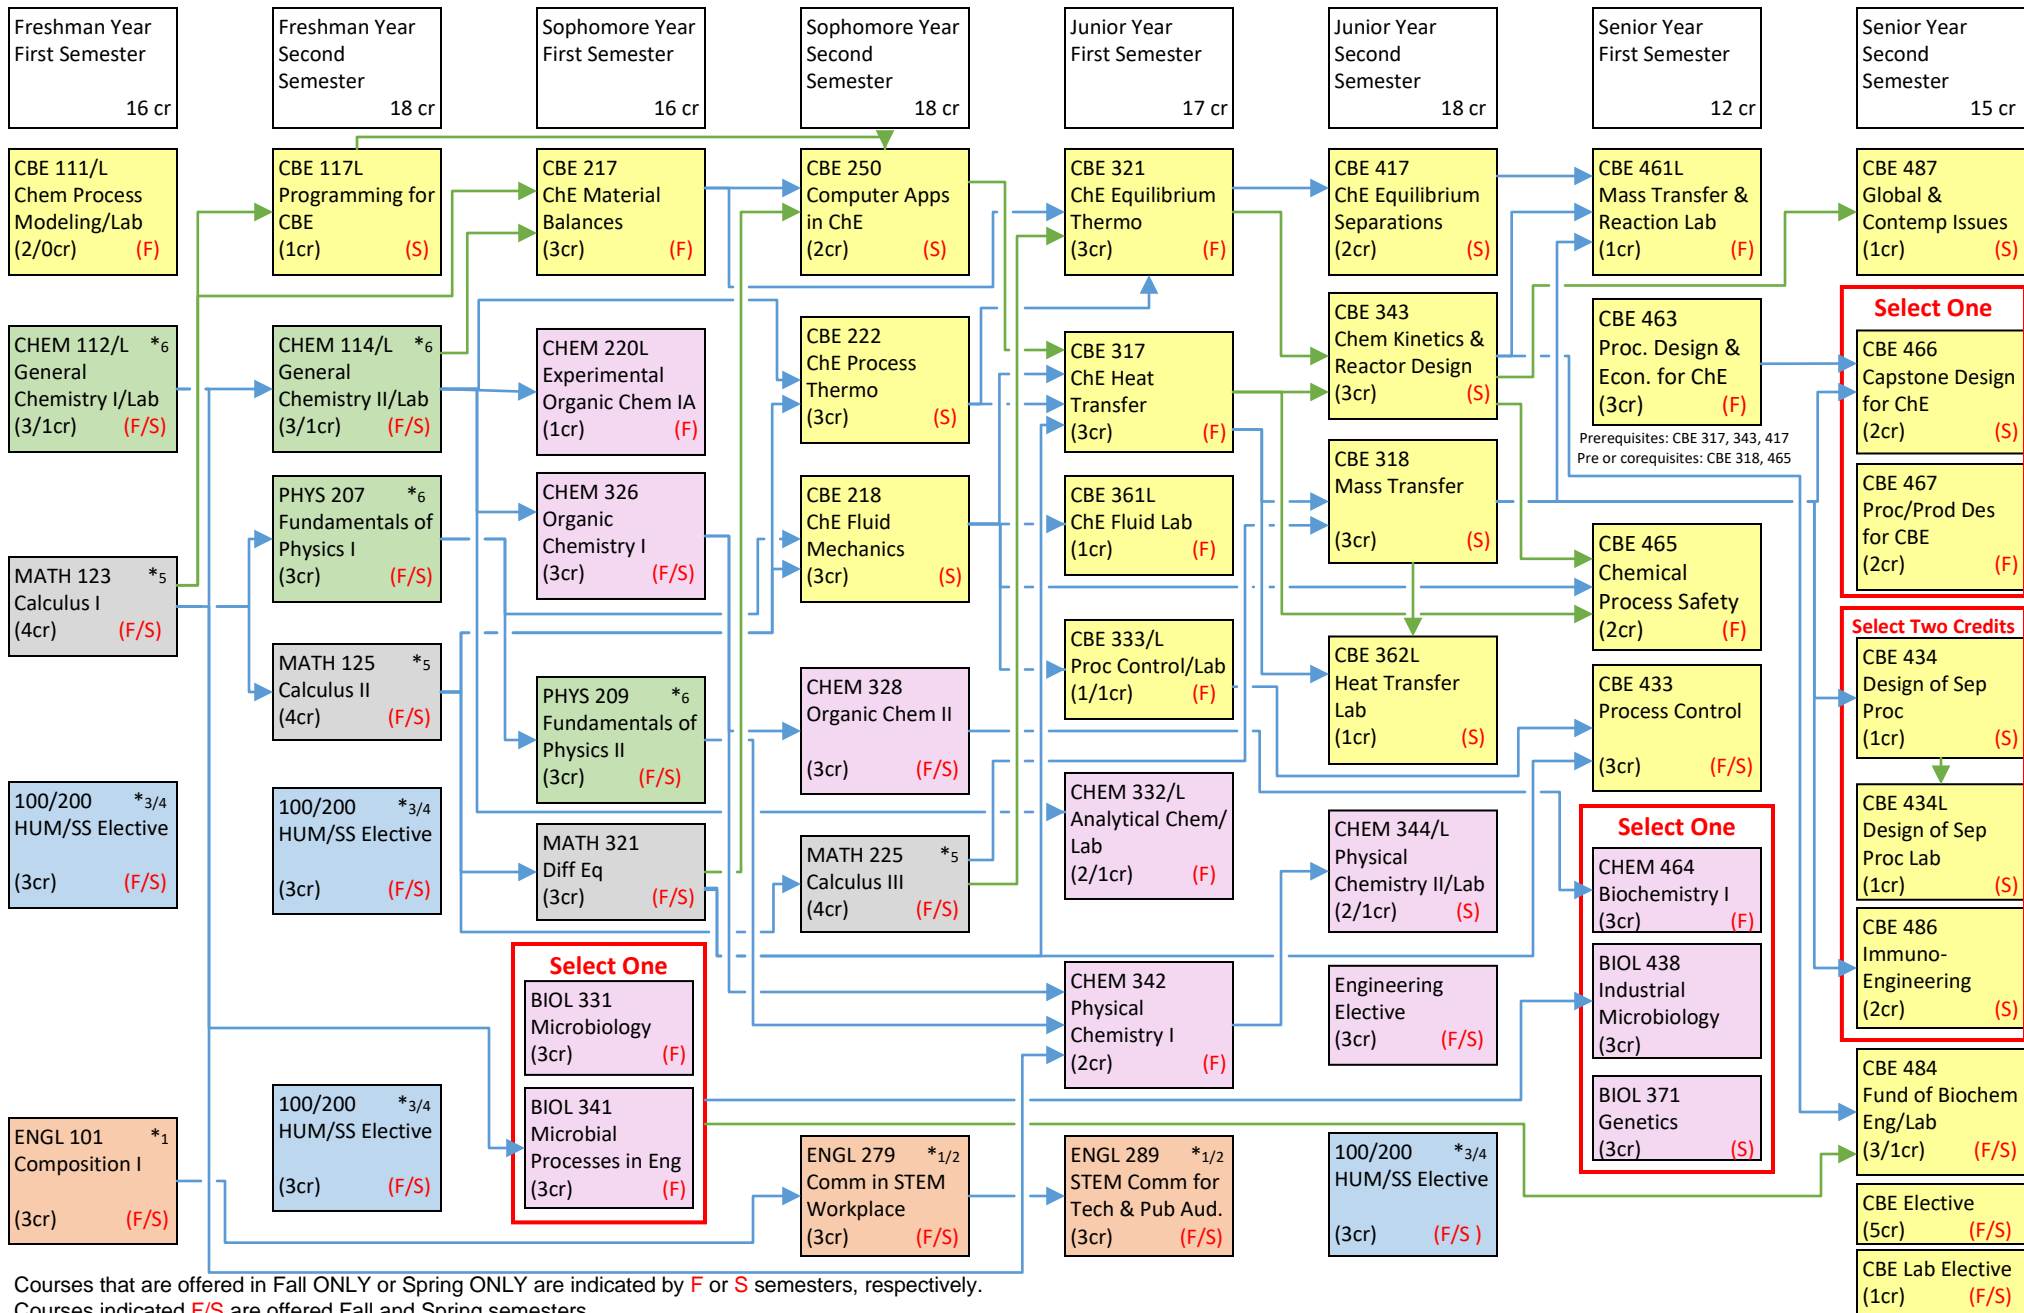 Freshman Year
First Semester
16 cr
Freshman Year
Second
Semester
18 cr
Sophomore Year
First Semester
16 cr
Sophomore Year
Second
Semester
18 cr
Junior Year
First Semester
17 cr
Junior Year
Second
Semester
18 cr
Senior Year
First Semester
12 cr
Senior Year
Second
Semester
15 cr
CBE 111/L
Chem Process
Modeling/Lab
(2/0cr) (F)
CHEM 112/L *6
General
Chemistry I/Lab
(3/1cr) (F/S)
MATH 123 *5
Calculus I
(4cr) (F/S)
100/200 *3/4
HUM/SS Elective
(3cr) (F/S)
ENGL 101 *1
Composition I
(3cr) (F/S)
CBE 117L
Programming for
CBE
(1cr) (S)
CHEM 114/L *6
General
Chemistry II/Lab
(3/1cr) (F/S)
PHYS 207 *6
Fundamentals of
Physics I
(3cr) (F/S)
MATH 125 *5
Calculus II
(4cr) (F/S)
100/200 *3/4
HUM/SS Elective
(3cr) (F/S)
100/200 *3/4
HUM/SS Elective
(3cr) (F/S)
CBE 217
ChE Material
Balances
(3cr) (F)
CHEM 220L
Experimental
Organic Chem IA
(1cr) (F)
CHEM 326
Organic
Chemistry I
(3cr) (F/S)
PHYS 209 *6
Fundamentals of
Physics II
(3cr) (F/S)
MATH 321
Diff Eq
(3cr) (F/S)
Select One
BIOL 331
Microbiology
(3cr) (F)
BIOL 341
Microbial
Processes in Eng
(3cr) (F)
CBE 250
Computer Apps
in ChE
(2cr) (S)
CBE 222
ChE Process
Thermo
(3cr) (S)
CBE 218
ChE Fluid
Mechanics
(3cr) (S)
CHEM 328
Organic Chem II
(3cr) (F/S)
MATH 225 *5
Calculus III
(4cr) (F/S)
ENGL 279 *1/2
Comm in STEM
Workplace
(3cr) (F/S)
CBE 321
ChE Equilibrium
Thermo
(3cr) (F)
CBE 317
ChE Heat
Transfer
(3cr) (F)
CBE 361L
ChE Fluid Lab
(1cr) (F)
CBE 333/L
Proc Control/Lab
(1/1cr) (F)
CHEM 332/L
Analytical Chem/
Lab
(2/1cr) (F)
CHEM 342
Physical
Chemistry I
(2cr) (F)
ENGL 289 *1/2
STEM Comm for
Tech & Pub Aud.
(3cr) (F/S)
CBE 417
ChE Equilibrium
Separations
(2cr) (S)
CBE 343
Chem Kinetics &
Reactor Design
(3cr) (S)
CBE 318
Mass Transfer
(3cr) (S)
CBE 362L
Heat Transfer
Lab
(1cr) (S)
CHEM 344/L
Physical
Chemistry II/Lab
(2/1cr) (S)
Engineering
Elective
(3cr) (F/S)
100/200 *3/4
HUM/SS Elective
(3cr) (F/S )
CBE 461L
Mass Transfer &
Reaction Lab
(1cr) (F)
CBE 463
Proc. Design &
Econ. for ChE
(3cr) (F)
Prerequisites: CBE 317, 343, 417
Pre or corequisites: CBE 318, 465
CBE 465
Chemical
Process Safety
(2cr) (F)
CBE 433
Process Control
(3cr) (F/S)
Select One
CHEM 464
Biochemistry I
(3cr) (F)
BIOL 438
Industrial
Microbiology
(3cr)
BIOL 371
Genetics
(3cr) (S)
CBE 487
Global &
Contemp Issues
(1cr) (S)
Select One
CBE 466
Capstone Design
for ChE
(2cr) (S)
CBE 467
Proc/Prod Des
for CBE
(2cr) (F)
Select Two Credits
CBE 434
Design of Sep
Proc
(1cr) (S)
CBE 434L
Design of Sep
Proc Lab
(1cr) (S)
CBE 486
Immuno-
Engineering
(2cr) (S)
CBE 484
Fund of Biochem
Eng/Lab
(3/1cr) (F/S)
CBE Elective
(5cr) (F/S)
CBE Lab Elective
(1cr) (F/S)
Courses that are offered in Fall ONLY or Spring ONLY are indicated by F or S semesters, respectively.
Courses indicated F/S are offered Fall and Spring semesters